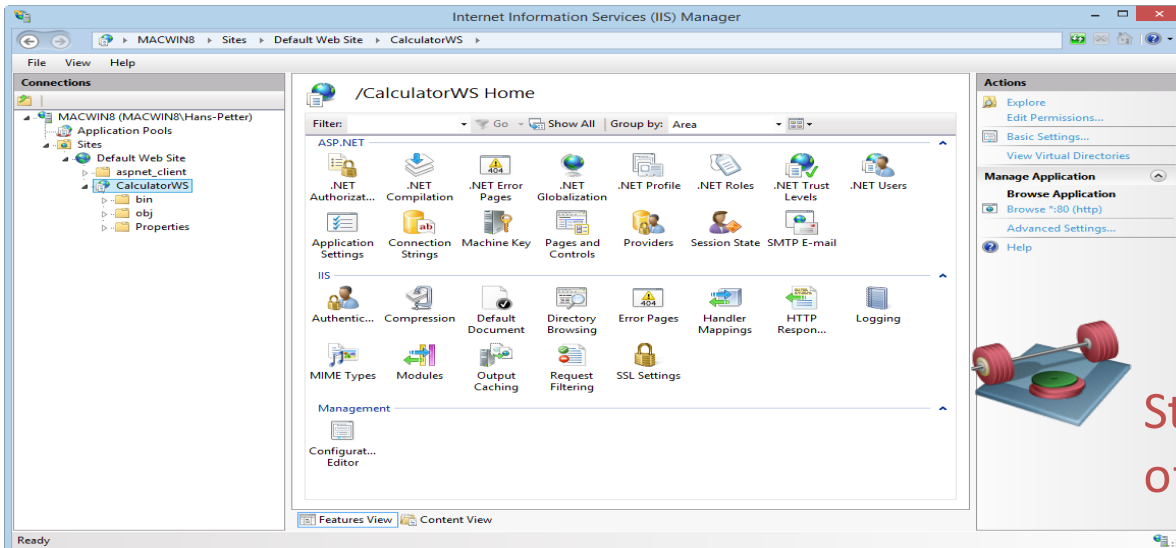 Internet Information Services (IIS) Manager
MACWIN8 Sites Default Web Site CalculatorWS
File View Help
Connections
MACWIN8 (MACWIN8\Hans-Petter)
Application Pools
Sites
Default Web Site
aspnet_client
CalculatorWS
bin
obj
Properties
/CalculatorWS Home
Filter: Go Show All Group by: Area
ASP.NET
.NET .NET .NET Error .NET .NET Profile .NET Roles .NET Trust .NET Users
Authorizat... Compilation Pages Globalization Levels
404
ab
Application Connection Machine Key Pages and Providers Session State SMTP E-mail
Settings Strings Controls
IIS
404
Authentic... Compression Default Directory Error Pages Handler HTTP Logging
Document Browsing Mappings Respon...
MIME Types Modules Output Request SSL Settings
Caching Filtering
Management
Configurat...
Editor
Features View Content View
Actions
Explore
Edit Permissions...
Basic Settings...
View Virtual Directories
Manage Application
Browse Application
Browse *:80 (http)
Advanced Settings...
Help
Ready